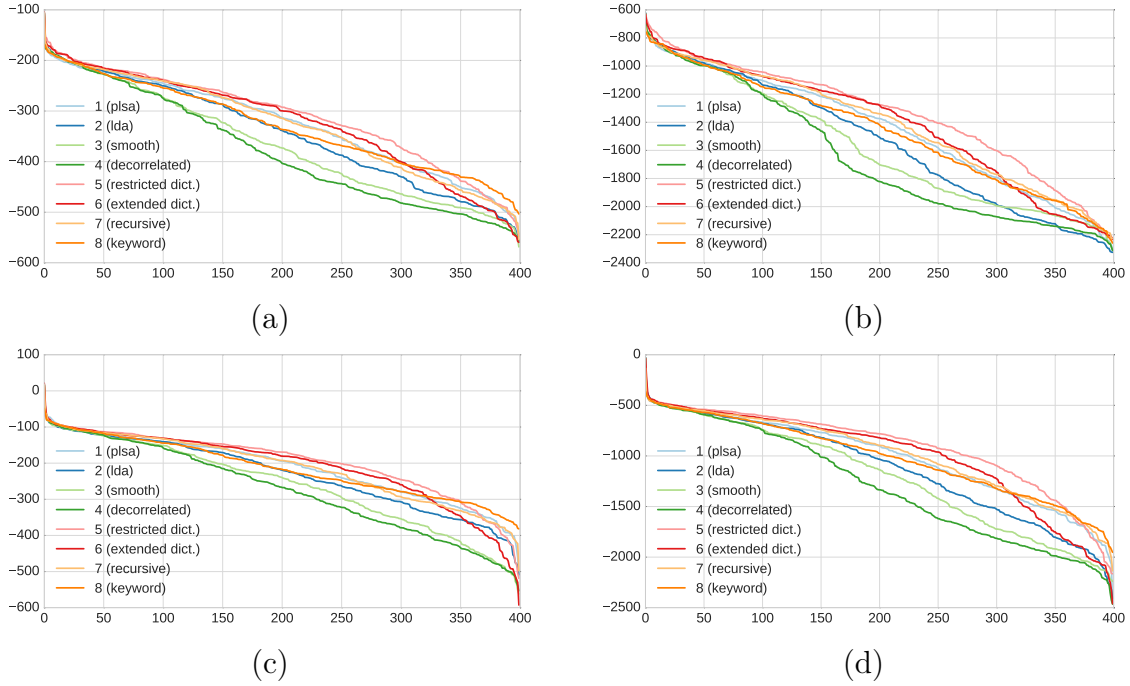 −100
−200
−300
−400
−500
−600
0 50 100 150 200 250 300 350 400
1 (plsa)
2 (lda)
3 (smooth)
4 (decorrelated)
5 (restricted dict.)
6 (extended dict.)
7 (recursive)
8 (keyword)
(a)
−600
−800
−1000
−1200
−1400
−1600
−1800
−2000
−2200
−2400
0 50 100 150 200 250 300 350 400
1 (plsa)
2 (lda)
3 (smooth)
4 (decorrelated)
5 (restricted dict.)
6 (extended dict.)
7 (recursive)
8 (keyword)
(b)
100
0
−100
−200
−300
−400
−500
−600
0 50 100 150 200 250 300 350 400
1 (plsa)
2 (lda)
3 (smooth)
4 (decorrelated)
5 (restricted dict.)
6 (extended dict.)
7 (recursive)
8 (keyword)
(c)
0
−500
−1000
−1500
−2000
−2500
0 50 100 150 200 250 300 350 400
1 (plsa)
2 (lda)
3 (smooth)
4 (decorrelated)
5 (restricted dict.)
6 (extended dict.)
7 (recursive)
8 (keyword)
(d)